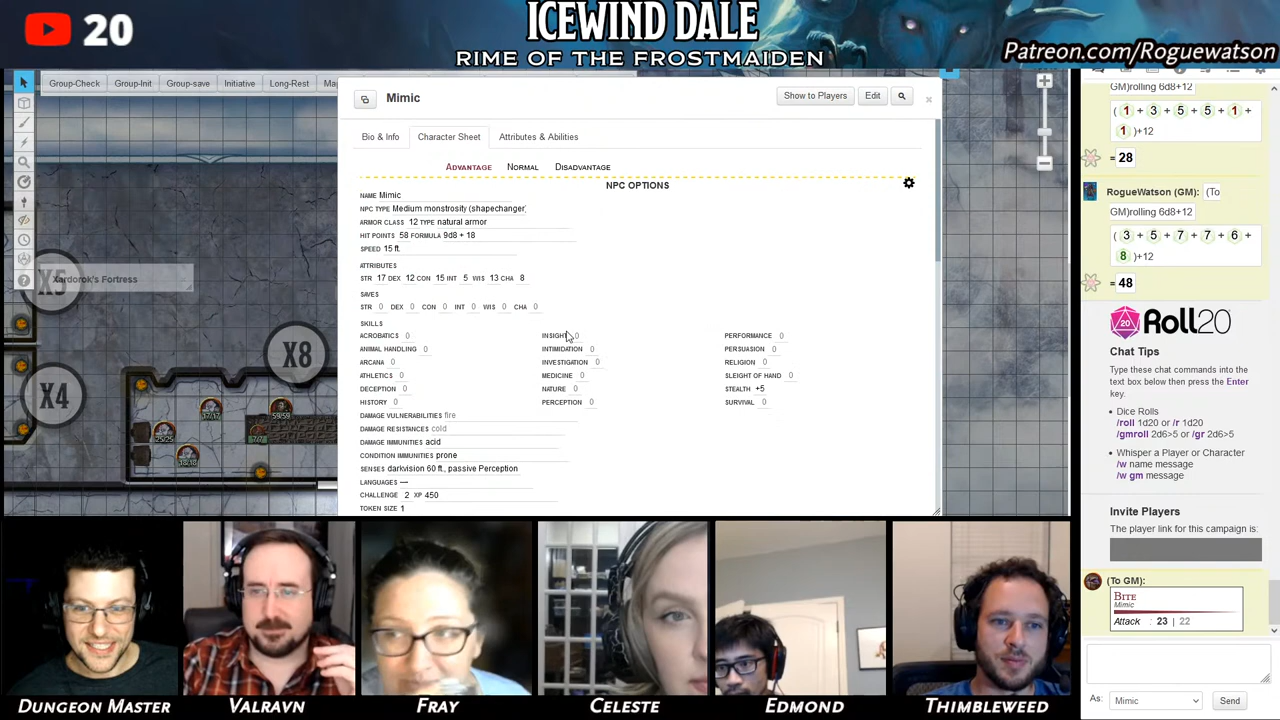 20
ICEWIND DALE
RIME OF THE FROSTMAIDEN
Patreon.com/Roguewatson
Group-Check Group-Init Group-save Initiative Long-Rest
Mimic
Show to Players Edit
Bio & Info Character Sheet Attributes & Abilities
ADVANTAGE NORMAL DISADVANTAGE
NPC OPTIONS
NAME Mimic
NPC TYPE Medium monstrosity (shapechanger)
ARMOR CLASS 12 TYPE natural armor
HIT POINTS 58 FORMULA 9d8 + 18
SPEED 15 ft.
ATTRIBUTES
STR 17 DEX 12 CON 15 INT 5 WIS 13 CHA 8
SAVES
STR 0 DEX 0 CON 0 INT 0 WIS 0 CHA 0
SKILLS
ACROBATICS 0 INSIGHT 0 PERFORMANCE 0
ANIMAL HANDLING 0 INTIMIDATION 0 PERSUASION 0
ARCANA 0 INVESTIGATION 0 RELIGION 0
ATHLETICS 0 MEDICINE 0 SLEIGHT OF HAND 0
DECEPTION 0 NATURE 0 STEALTH +5
HISTORY 0 PERCEPTION 0 SURVIVAL 0
DAMAGE VULNERABILITIES fire
DAMAGE RESISTANCES cold
DAMAGE IMMUNITIES acid
CONDITION IMMUNITIES prone
SENSES darkvision 60 ft., passive Perception
LANGUAGES —
CHALLENGE 2 XP 450
TOKEN SIZE 1
X5
Xardorok's Fortress
X8
17/17
59/59
25/25
7/7
18/18
GM)rolling 6d8+12
( 1 + 3 + 5 + 5 + 1 +
1 )+12
= 28
RogueWatson (GM): (To
GM)rolling 6d8+12
( 3 + 5 + 7 + 7 + 6 +
8 )+12
= 48
20 Roll20
Chat Tips
Type these chat commands into the
text box below then press the Enter
key.
• Dice Rolls
/roll 1d20 or /r 1d20
/gmroll 2d6>5 or /gr 2d6>5
• Whisper a Player or Character
/w name message
/w gm message
Invite Players
The player link for this campaign is:
(To GM):
BITE
Mimic
Attack : 23 | 22
As: Mimic Send
DUNGEON MASTER
VALRAVN
FRAY
CELESTE
EDMOND
THIMBLEWEED